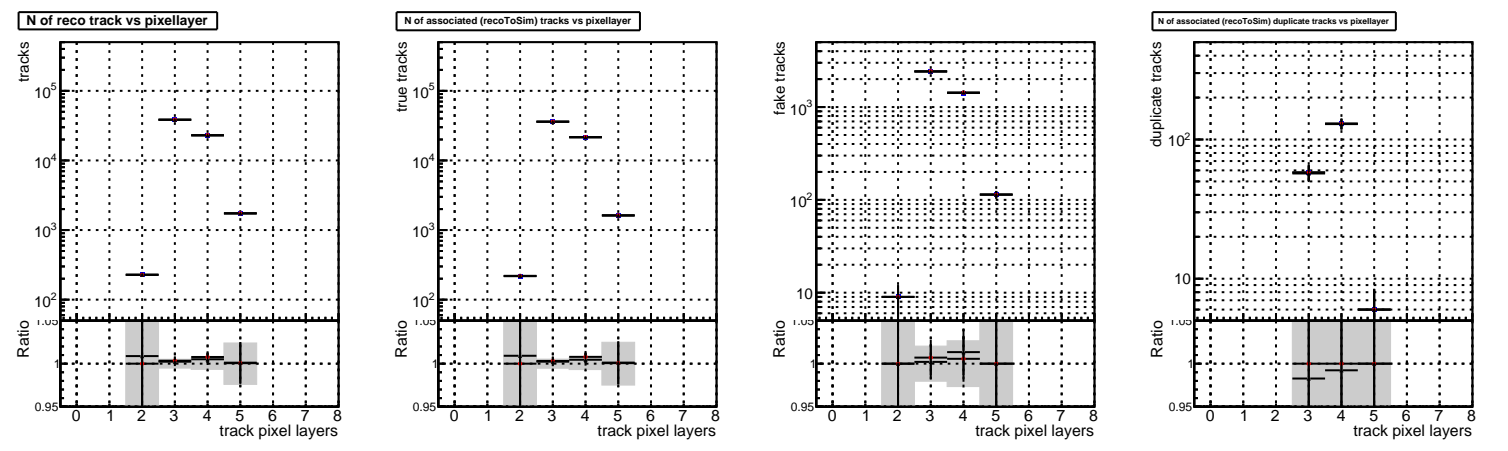 N of reco track vs pixellayer
tracks
10^5
10^4
10^3
10^2
Ratio
1.05
1
0.95
0 1 2 3 4 5 6 7 8
track pixel layers
N of associated (recoToSim) tracks vs pixellayer
true tracks
10^5
10^4
10^3
10^2
Ratio
1.05
1
0.95
0 1 2 3 4 5 6 7 8
track pixel layers
fake tracks
10^3
10^2
10
Ratio
1.05
1
0.95
0 1 2 3 4 5 6 7 8
track pixel layers
N of associated (recoToSim) duplicate tracks vs pixellayer
duplicate tracks
10^2
10
Ratio
1.05
1
0.95
0 1 2 3 4 5 6 7 8
track pixel layers